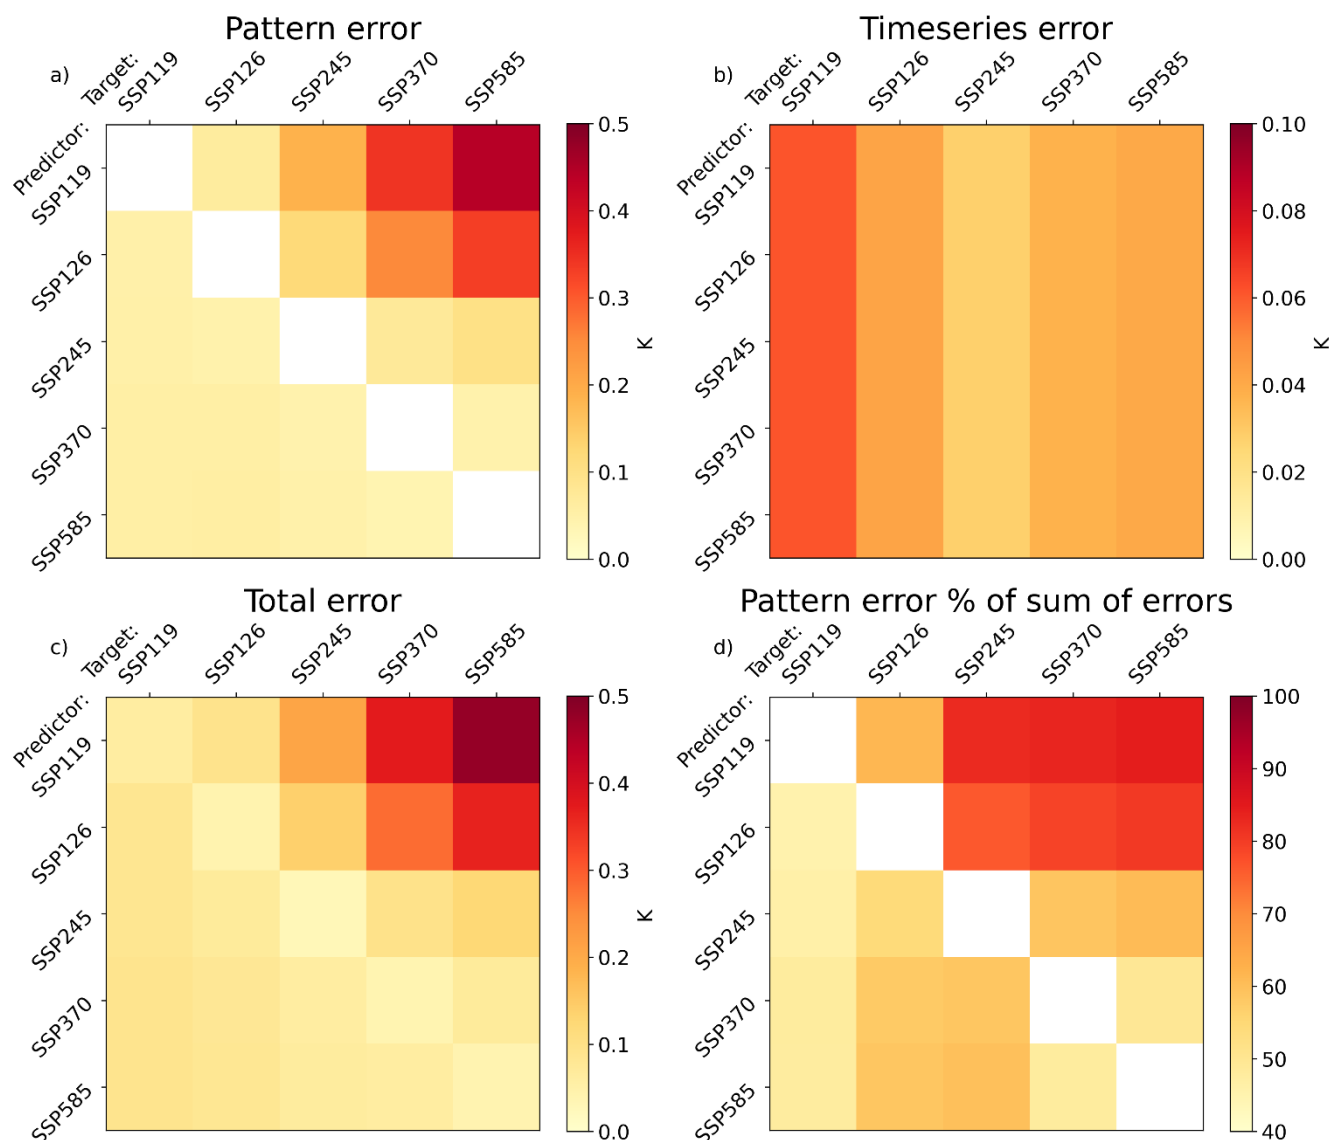 Pattern error
a)
Target:
SSP119
SSP126
SSP245
SSP370
SSP585
Predictor:
SSP119
SSP126
SSP245
SSP370
SSP585
0.5
0.4
0.3
0.2
0.1
0.0
K
Timeseries error
b)
Target:
SSP119
SSP126
SSP245
SSP370
SSP585
Predictor:
SSP119
SSP126
SSP245
SSP370
SSP585
0.10
0.08
0.06
0.04
0.02
0.00
K
Total error
c)
Target:
SSP119
SSP126
SSP245
SSP370
SSP585
Predictor:
SSP119
SSP126
SSP245
SSP370
SSP585
0.5
0.4
0.3
0.2
0.1
0.0
K
Pattern error % of sum of errors
d)
Target:
SSP119
SSP126
SSP245
SSP370
SSP585
Predictor:
SSP119
SSP126
SSP245
SSP370
SSP585
100
90
80
70
60
50
40